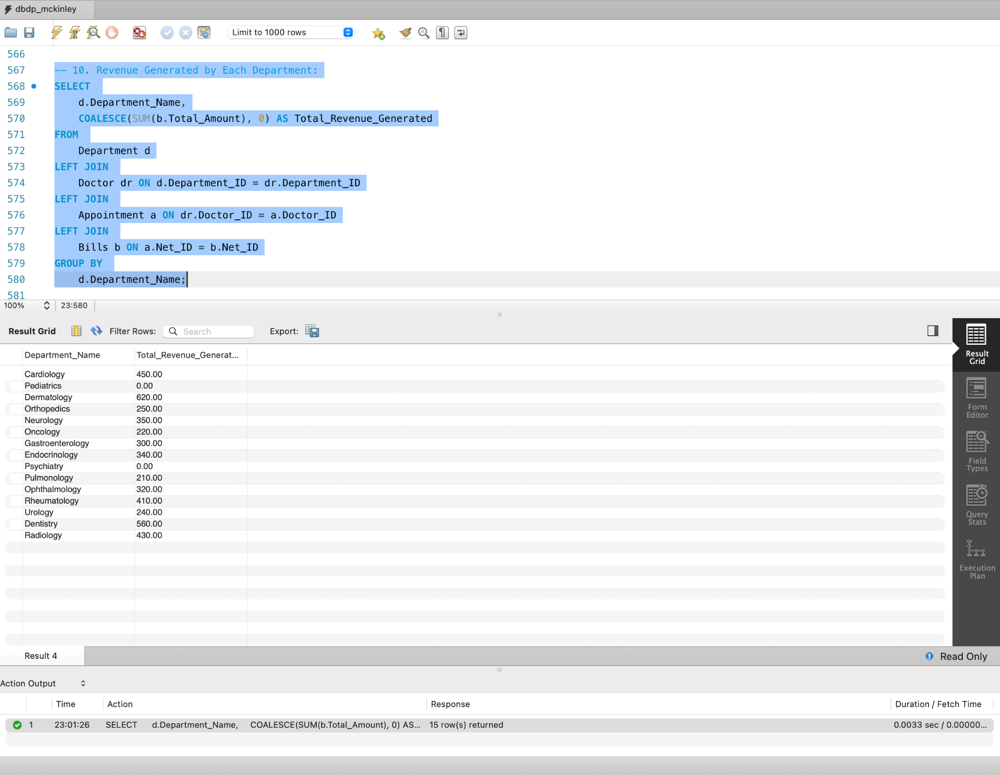 dbdp_mckinley
Limit to 1000 rows
566
567 -- 10. Revenue Generated by Each Department:
568 SELECT
569 d.Department_Name,
570 COALESCE(SUM(b.Total_Amount), 0) AS Total_Revenue_Generated
571 FROM
572 Department d
573 LEFT JOIN
574 Doctor dr ON d.Department_ID = dr.Department_ID
575 LEFT JOIN
576 Appointment a ON dr.Doctor_ID = a.Doctor_ID
577 LEFT JOIN
578 Bills b ON a.Net_ID = b.Net_ID
579 GROUP BY
580 d.Department_Name;
581
100% 23:580
Result Grid Filter Rows: Search Export:
Department_Name Total_Revenue_Generat...
Cardiology 450.00
Pediatrics 0.00
Dermatology 620.00
Orthopedics 250.00
Neurology 350.00
Oncology 220.00
Gastroenterology 300.00
Endocrinology 340.00
Psychiatry 0.00
Pulmonology 210.00
Ophthalmology 320.00
Rheumatology 410.00
Urology 240.00
Dentistry 560.00
Radiology 430.00
Result
Grid
Form
Editor
Field
Types
Query
Stats
Execution
Plan
Result 4 Read Only
Action Output
Time Action Response Duration / Fetch Time
1 23:01:26 SELECT d.Department_Name, COALESCE(SUM(b.Total_Amount), 0) AS... 15 row(s) returned 0.0033 sec / 0.00000...